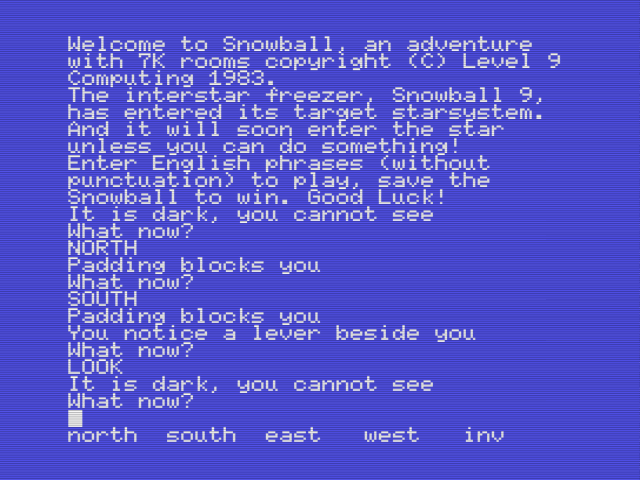 Welcome to Snowball, an adventure
with 7K rooms copyright (C) Level 9
Computing 1983.
The interstar freezer, Snowball 9,
has entered its target starsystem.
And it will soon enter the star
unless you can do something!
Enter English phrases (without
punctuation) to play, save the
Snowball to win. Good Luck!
It is dark, you cannot see
What now?
NORTH
Padding blocks you
What now?
SOUTH
Padding blocks you
You notice a lever beside you
What now?
LOOK
It is dark, you cannot see
What now?
north south east west inv